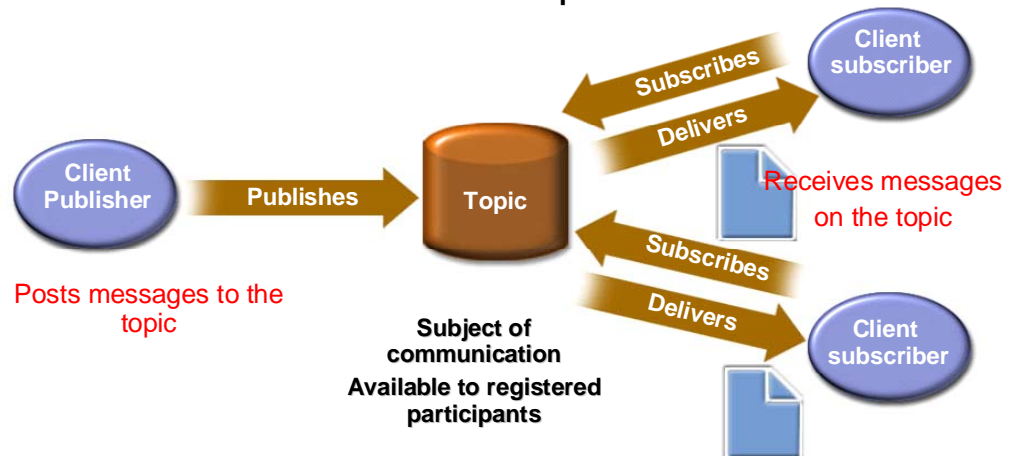 Client
subscriber
Subscribes
Delivers
Client
Publisher
Publishes
Topic
Receives messages
on the topic
Subscribes
Delivers
Posts messages to the
topic
Client
subscriber
Subject of
communication
Available to registered
participants